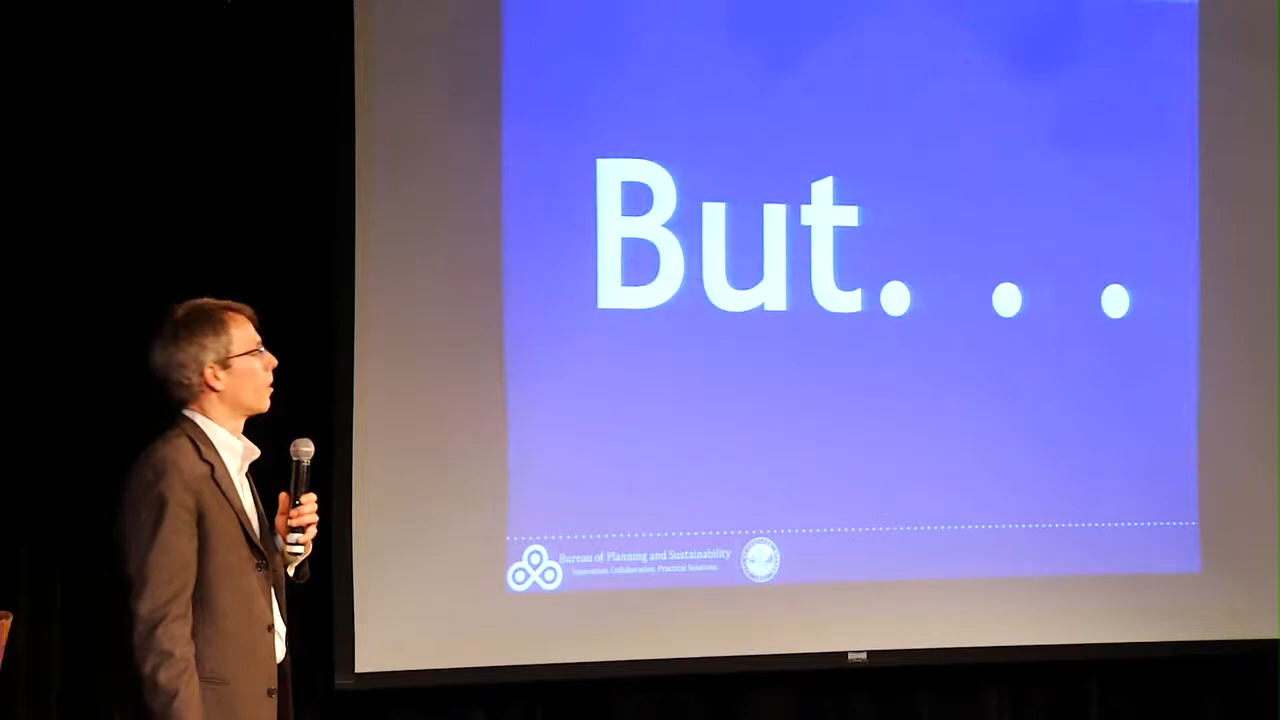 But. . .
Bureau of Planning and Sustainability
Innovation. Collaboration. Practical Solutions.